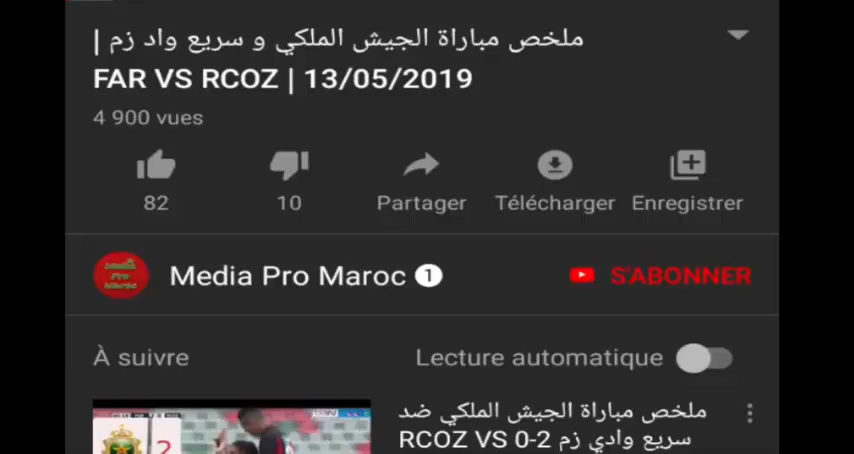 ملخص مباراة الجيش الملكي و سريع واد زم |
FAR VS RCOZ | 13/05/2019
4 900 vues
82
10
Partager
Télécharger
Enregistrer
Media Pro Maroc 1
S'ABONNER
À suivre
Lecture automatique
2
ملخص مباراة الجيش الملكي ضد
سريع وادي زم 2-0 RCOZ VS